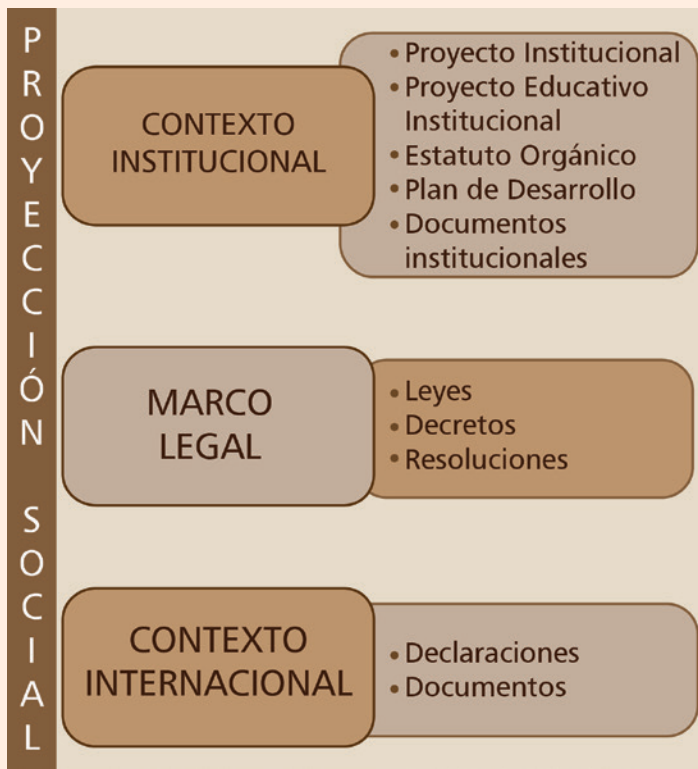 PROYECCIÓN SOCIAL
CONTEXTO
INSTITUCIONAL
• Proyecto Institucional
• Proyecto Educativo
Institucional
• Estatuto Orgánico
• Plan de Desarrollo
• Documentos
institucionales
MARCO
LEGAL
• Leyes
• Decretos
• Resoluciones
CONTEXTO
INTERNACIONAL
• Declaraciones
• Documentos